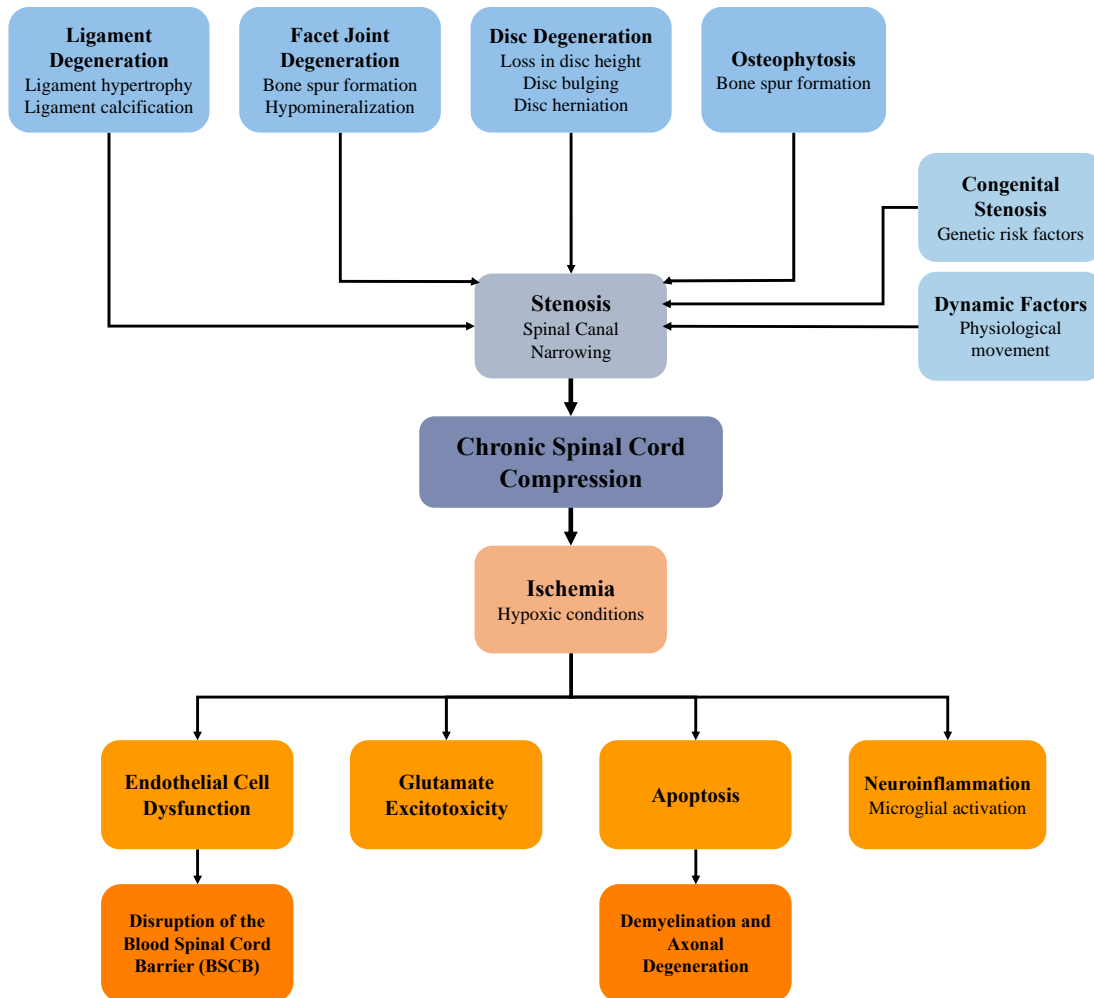 Ligament
Degeneration
Ligament hypertrophy
Ligament calcification
Facet Joint
Degeneration
Bone spur formation
Hypomineralization
Disc Degeneration
Loss in disc height
Disc bulging
Disc herniation
Osteophytosis
Bone spur formation
Congenital
Stenosis
Genetic risk factors
Dynamic Factors
Physiological
movement
Stenosis
Spinal Canal
Narrowing
Chronic Spinal Cord
Compression
Ischemia
Hypoxic conditions
Endothelial Cell
Dysfunction
Glutamate
Excitotoxicity
Apoptosis
Neuroinflammation
Microglial activation
Disruption of the
Blood Spinal Cord
Barrier (BSCB)
Demyelination and
Axonal
Degeneration